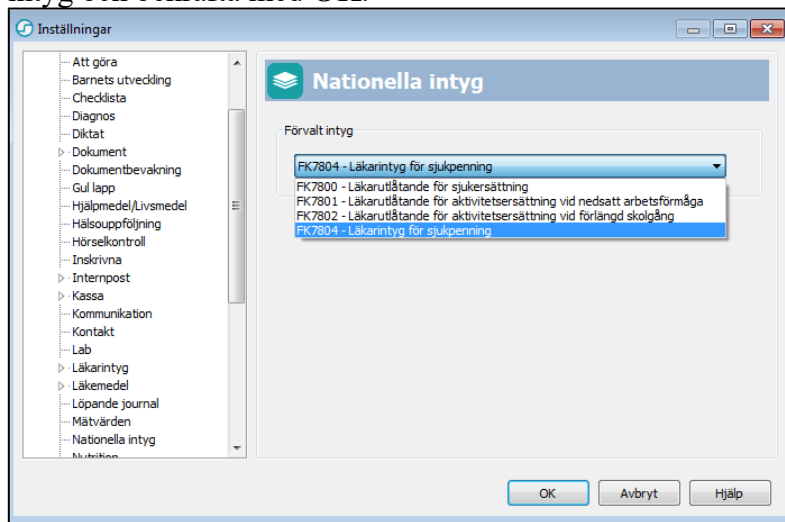 intyg och bekräfta med OK.
Inställningar
Att göra
Barnets utveckling
Checklista
Diagnos
Diktat
Dokument
Dokumentbevakning
Gul lapp
Hjälpmedel/Livsmedel
Hälsouppföljning
Hörselkontroll
Inskrivna
Internpost
Kassa
Kommunikation
Kontakt
Lab
Läkarintyg
Läkemedel
Löpande journal
Mätvärden
Nationella intyg
Nutrition
Nationella intyg
Förvalt intyg
FK7804 - Läkarintyg för sjukpenning
FK7800 - Läkarutlåtande för sjukersättning
FK7801 - Läkarutlåtande för aktivitetsersättning vid nedsatt arbetsförmåga
FK7802 - Läkarutlåtande för aktivitetsersättning vid förlängd skolgång
FK7804 - Läkarintyg för sjukpenning
OK Avbryt Hjälp